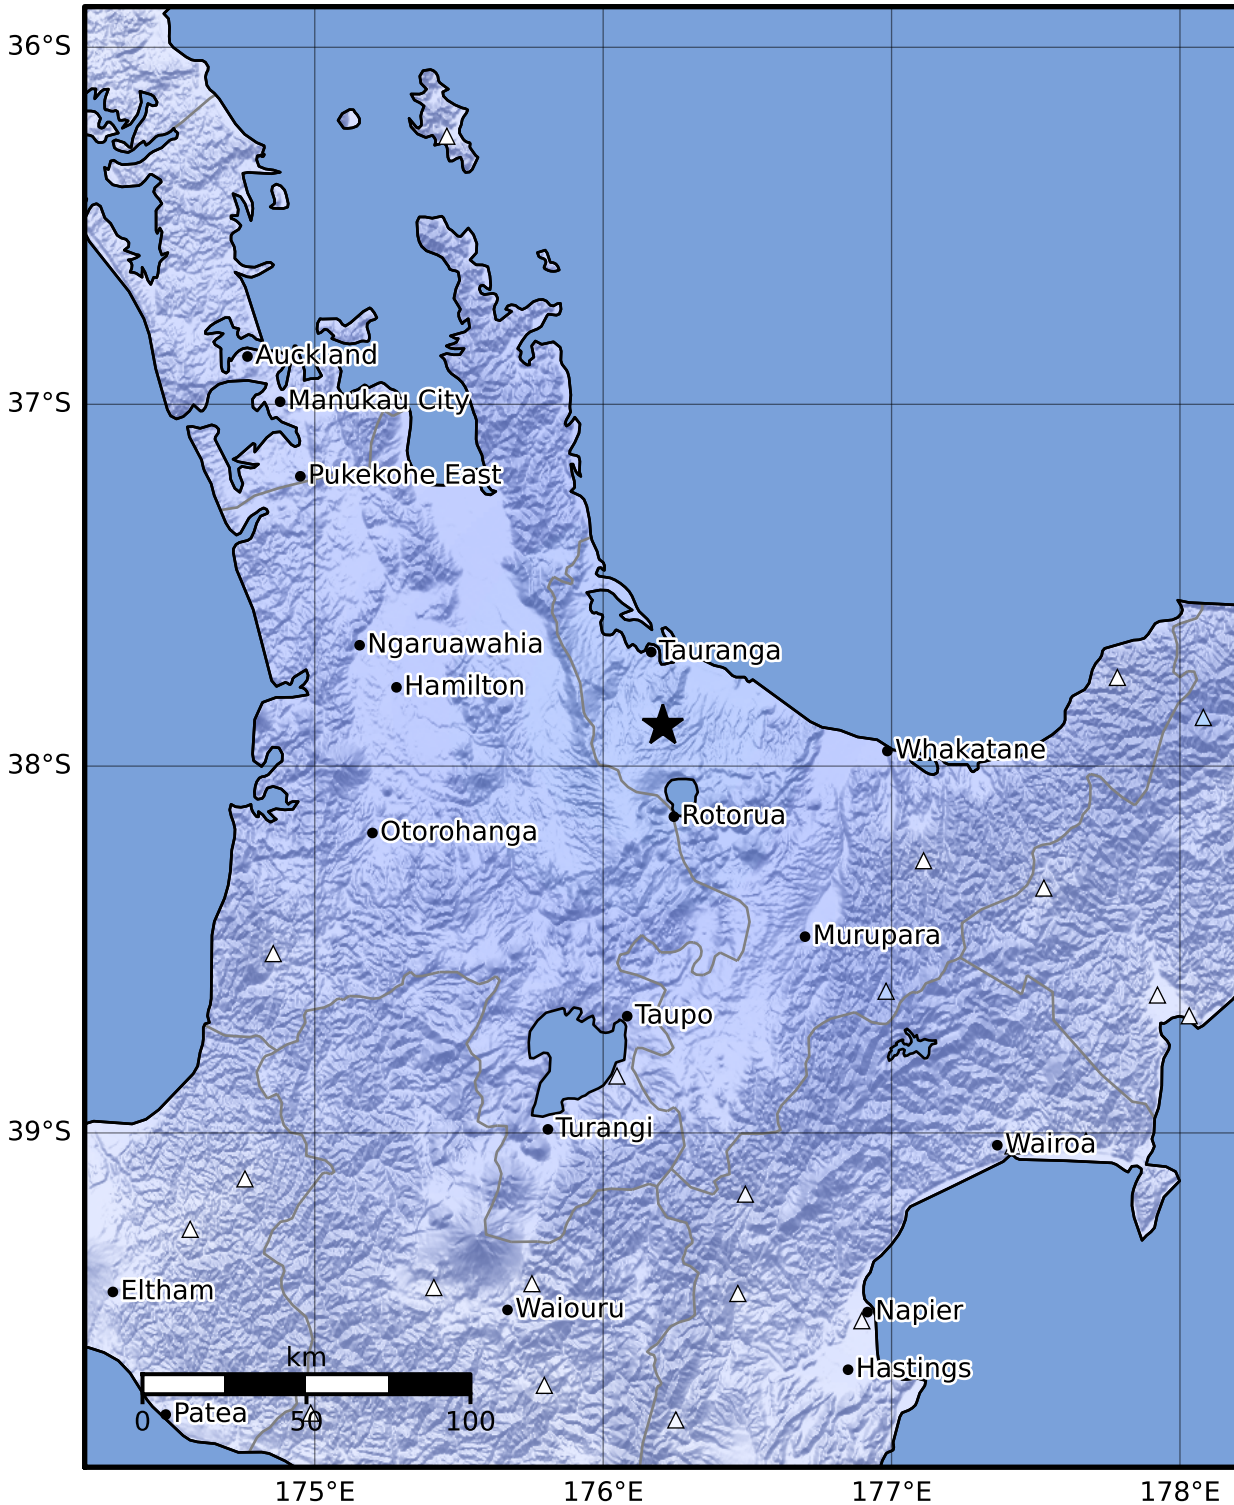 36°S
Auckland
37°S
Manukau City
Pukekohe East
Ngaruawahia
Tauranga
Hamilton
Whakatane
38°S
Rotorua
Otorohanga
Murupara
Taupo
39°S
Turangi
Wairoa
Eltham
Waiouru
Napier
km
Hastings
Patea
0 50 100
175°E 176°E 177°E 178°E